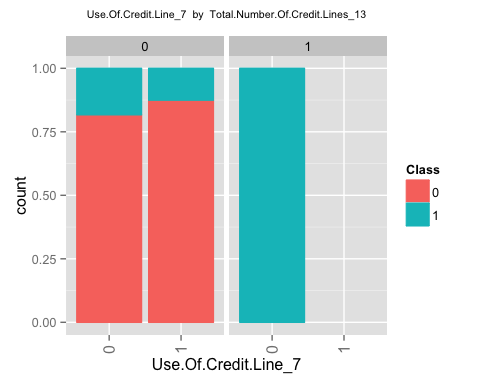 Use.Of.Credit.Line_7 by Total.Number.Of.Credit.Lines_13
0 1
1.00
0.75
0.50
0.25
0.00
count
0 1 0 1
Use.Of.Credit.Line_7
Class
0
1